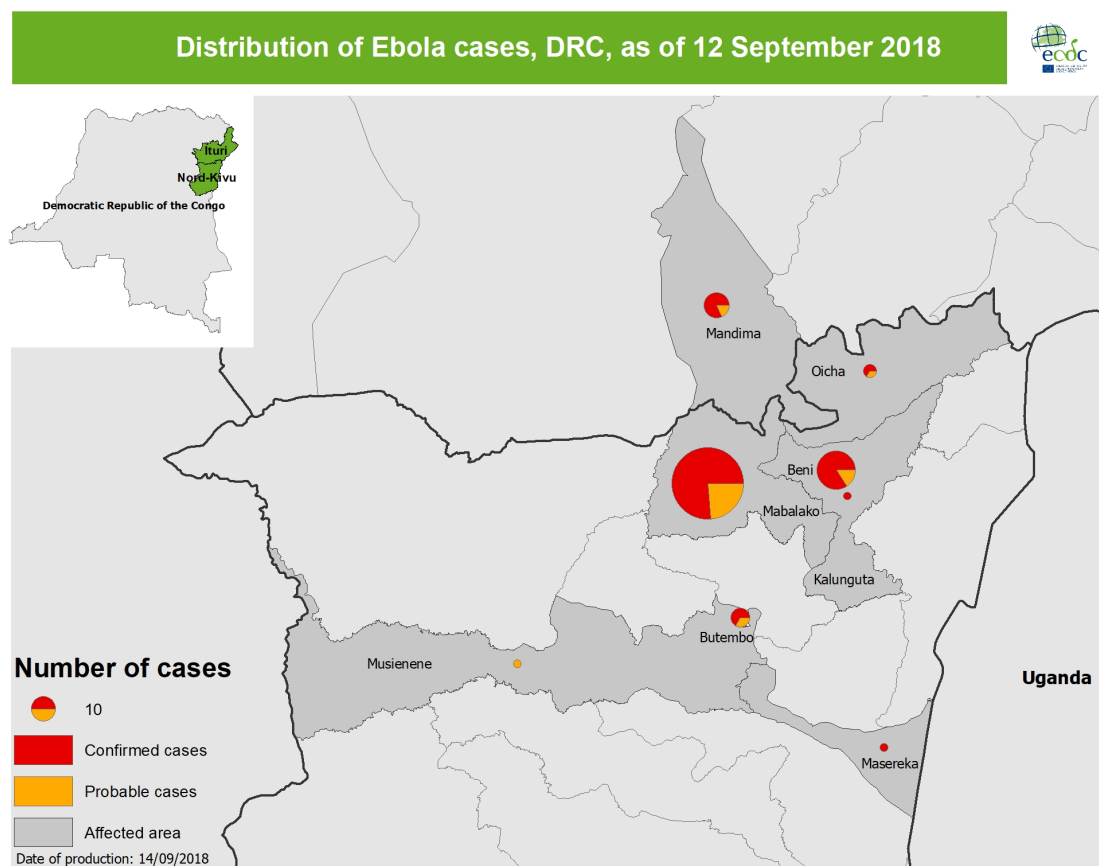 Distribution of Ebola cases, DRC, as of 12 September 2018
ecdc
Ituri
Nord-Kivu
Democratic Republic of the Congo
Mandima
Oicha
Beni
Mabalako
Kalunguta
Butembo
Musienene
Uganda
Masereka
Number of cases
10
Confirmed cases
Probable cases
Affected area
Date of production: 14/09/2018